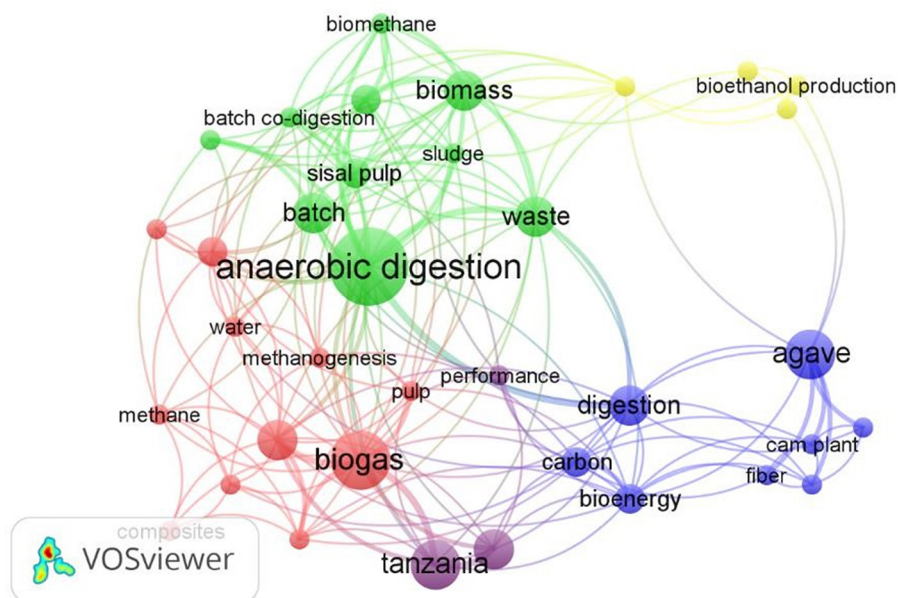 biomethane
biomass
bioethanol production
batch co-digestion
sludge
sisal pulp
batch
waste
anaerobic digestion
water
methanogenesis
agave
performance
pulp
digestion
methane
cam plant
biogas
carbon
fiber
bioenergy
composites
VOSviewer
tanzania